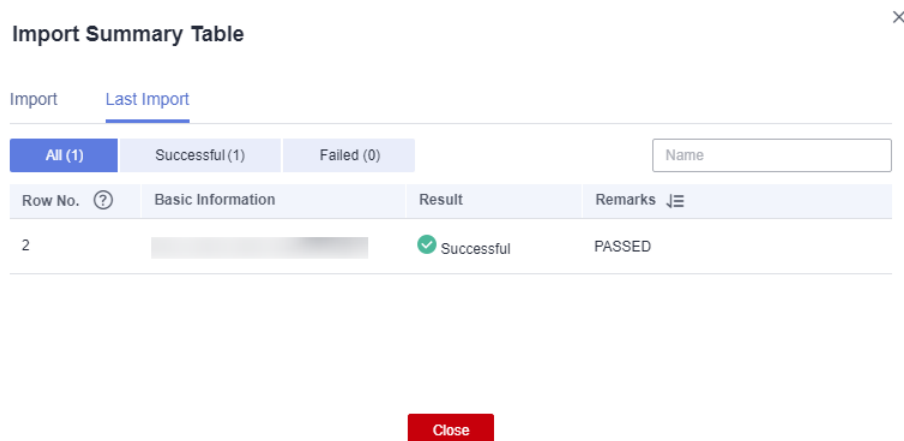 Import Summary Table
Import Last Import
All (1) Successful (1) Failed (0) Name
Row No. ? Basic Information Result Remarks
2 Successful PASSED
Close